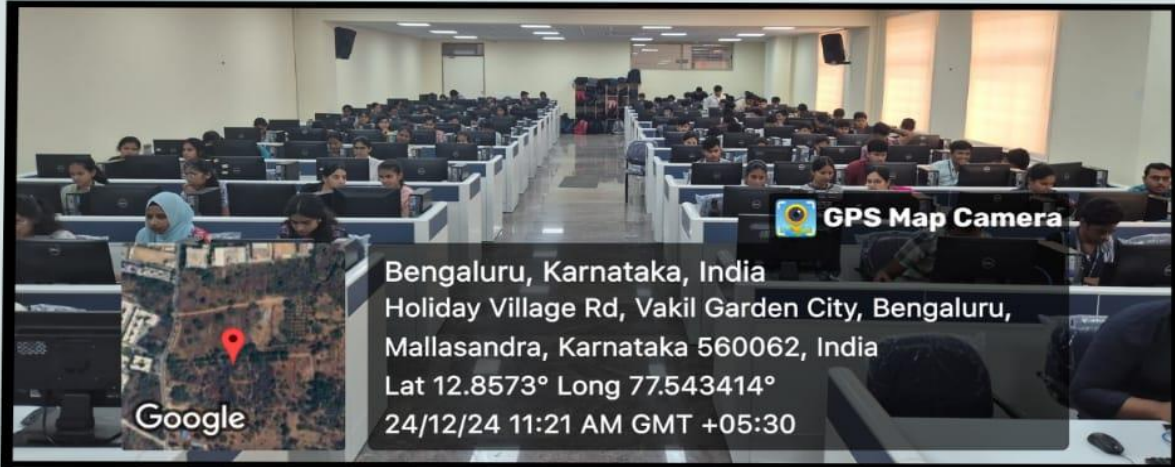 GPS Map Camera
Bengaluru, Karnataka, India
Holiday Village Rd, Vakil Garden City, Bengaluru,
Mallasandra, Karnataka 560062, India
Lat 12.8573° Long 77.543414°
24/12/24 11:21 AM GMT +05:30
Google